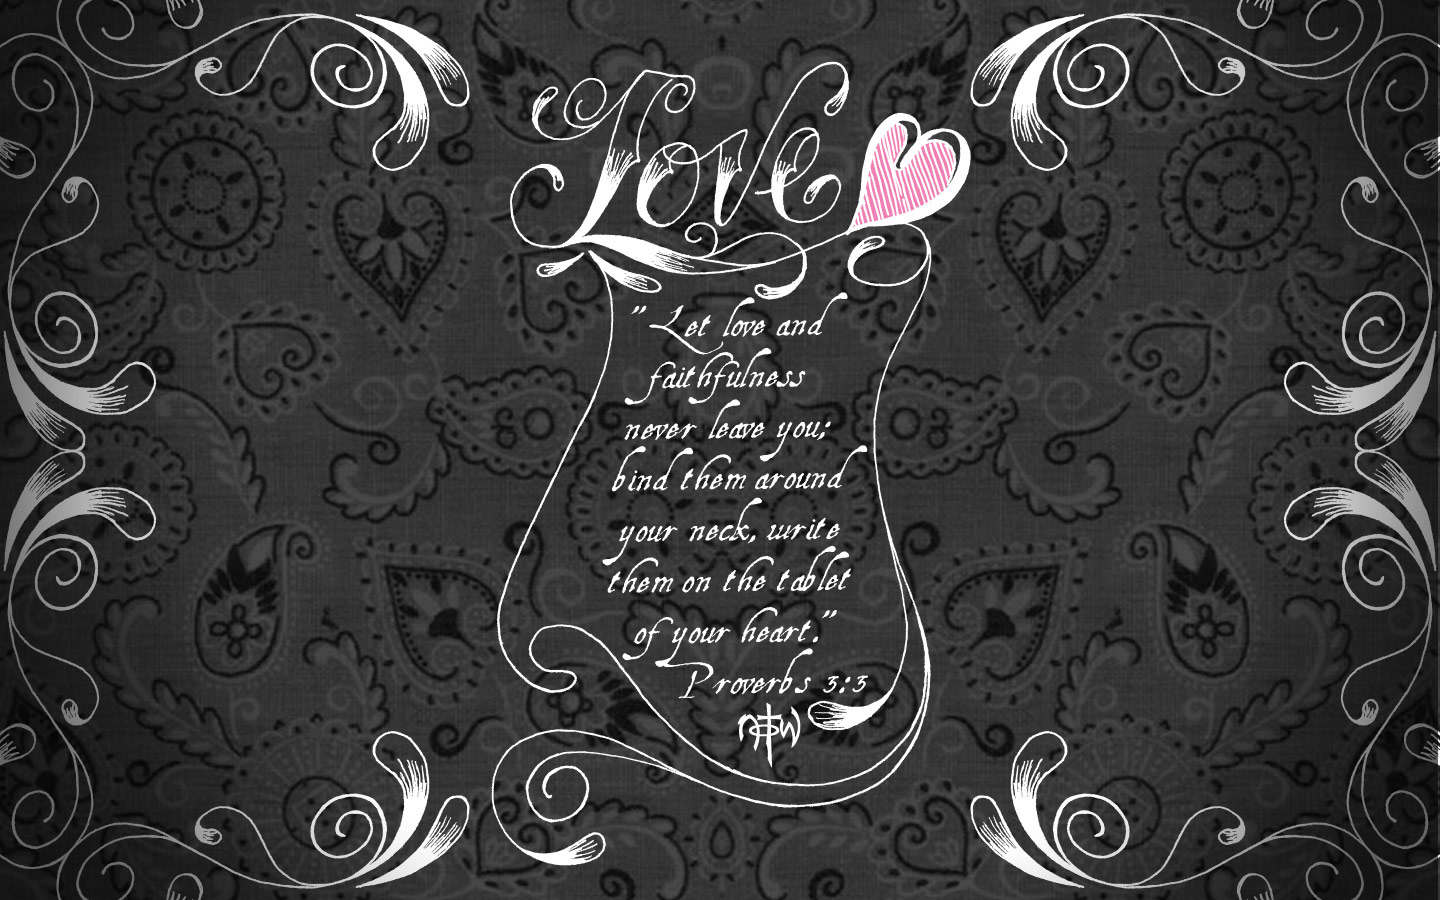 Love
" Let love and
faithfulness
never leave you;
bind them around
your neck, write
them on the tablet
of your heart."
Proverbs 3:3
NOTW